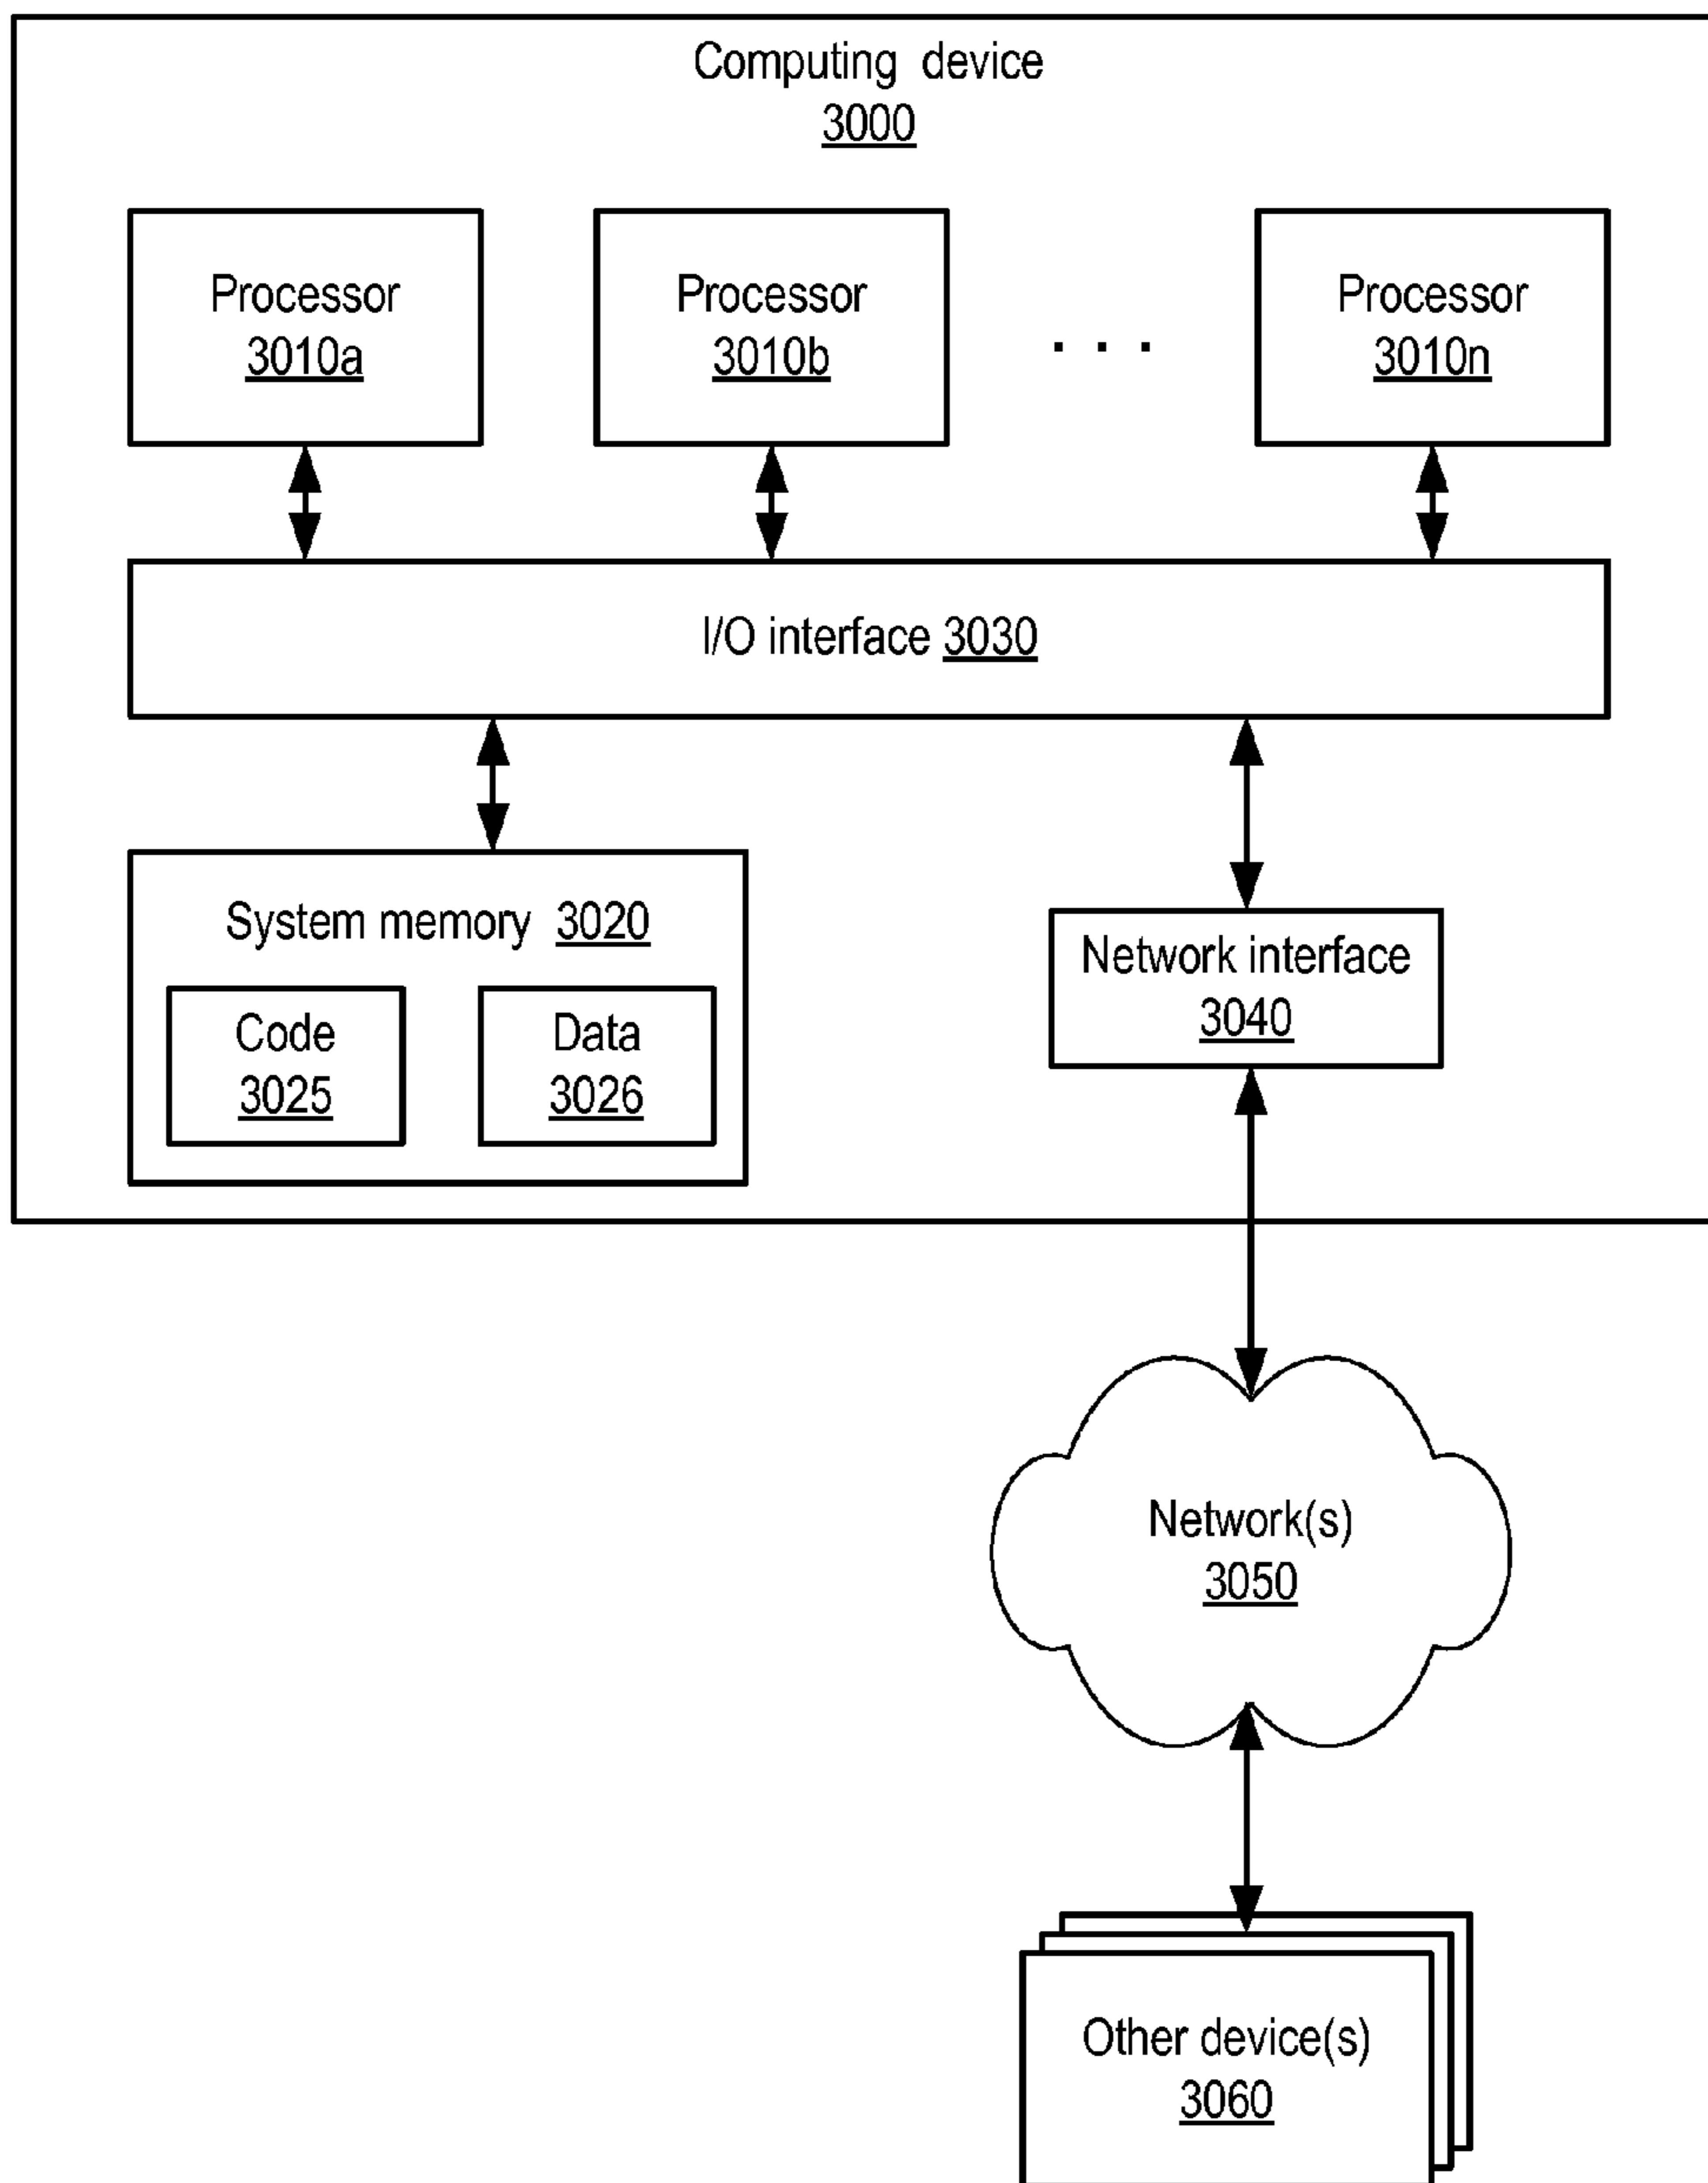 Computing device
3000
Processor
3010a
Processor
3010b
. . .
Processor
3010n
I/O interface 3030
System memory 3020
Code
3025
Data
3026
Network interface
3040
Network(s)
3050
Other device(s)
3060